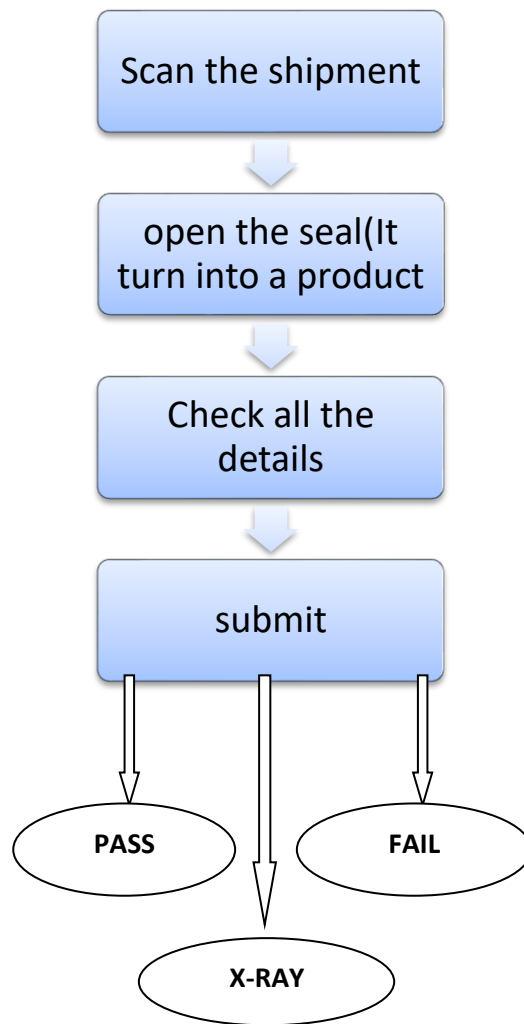 Scan the shipment
open the seal(It
turn into a product
Check all the
details
submit
PASS
FAIL
X-RAY